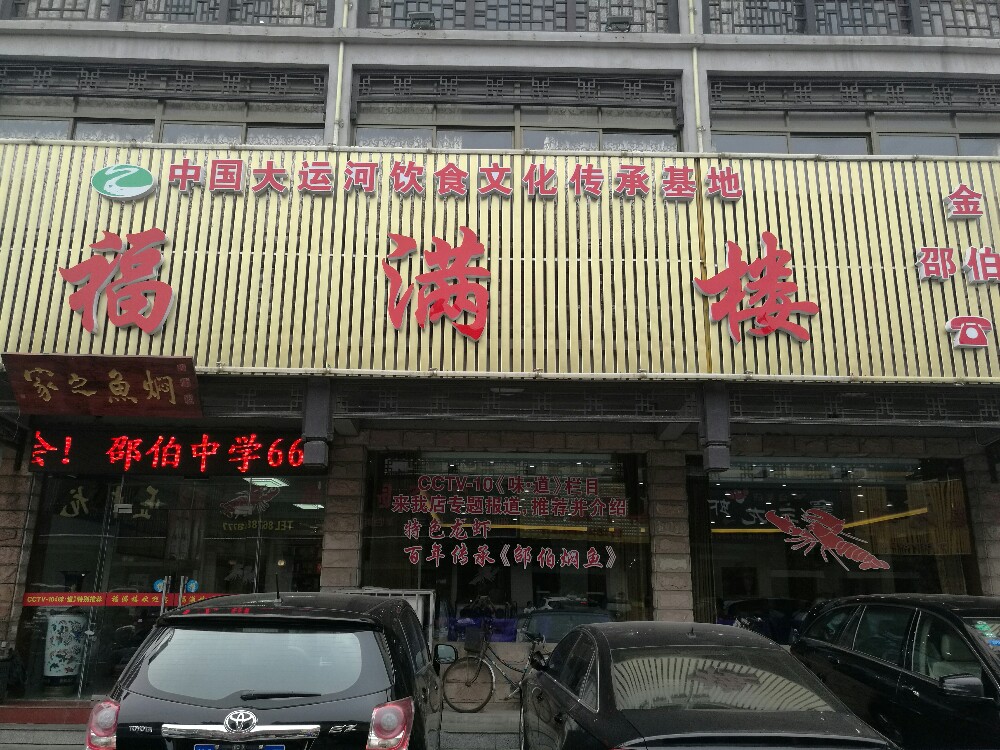 中国大运河饮食文化传承基地
福满楼
金
邵伯
家之魚焖
会！ 邵伯中学66
CCTV-10《味·道》栏目
来我店专题报道,推荐并介绍
特色龙虾
百年传承《邵伯焖鱼》